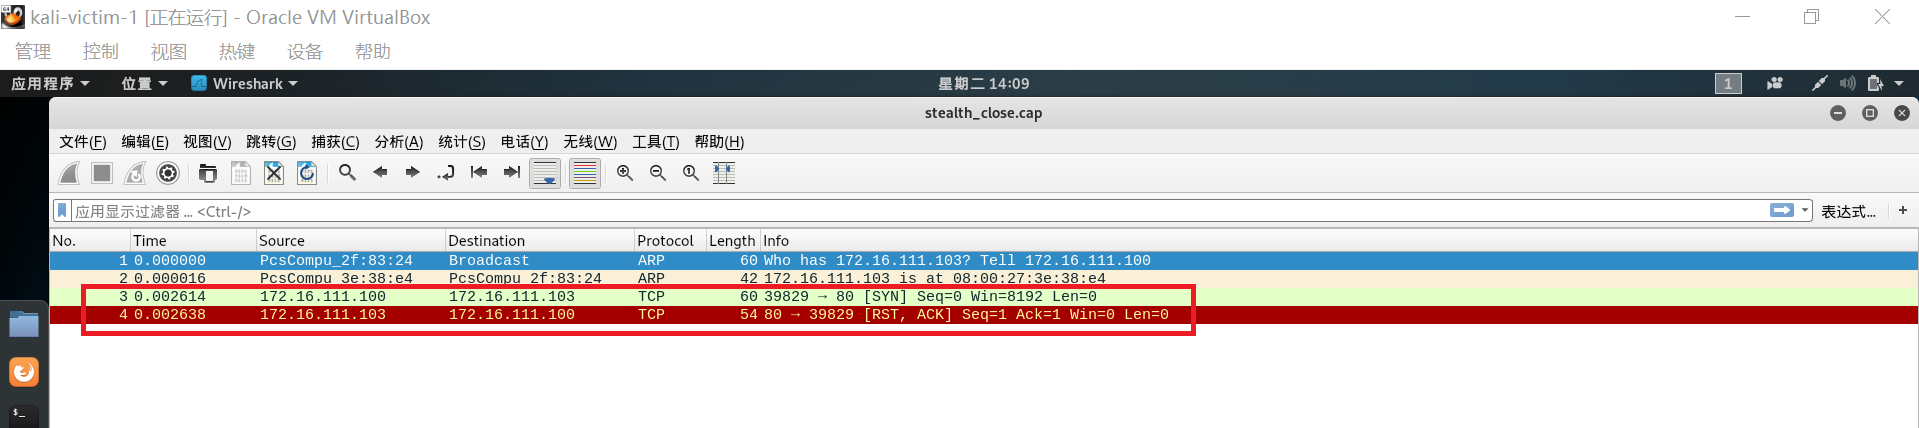 kali-victim-1 [正在运行] - Oracle VM VirtualBox
管理 控制 视图 热键 设备 帮助
应用程序 位置 Wireshark 星期二 14:09 1
stealth_close.cap
文件(F) 编辑(E) 视图(V) 跳转(G) 捕获(C) 分析(A) 统计(S) 电话(Y) 无线(W) 工具(T) 帮助(H)
应用显示过滤器 … <Ctrl-/> 表达式… +
No. Time Source Destination Protocol Length Info
1 0.000000 PcsCompu_2f:83:24 Broadcast ARP 60 Who has 172.16.111.103? Tell 172.16.111.100
2 0.000016 PcsCompu_3e:38:e4 PcsCompu_2f:83:24 ARP 42 172.16.111.103 is at 08:00:27:3e:38:e4
3 0.002614 172.16.111.100 172.16.111.103 TCP 60 39829 → 80 [SYN] Seq=0 Win=8192 Len=0
4 0.002638 172.16.111.103 172.16.111.100 TCP 54 80 → 39829 [RST, ACK] Seq=1 Ack=1 Win=0 Len=0